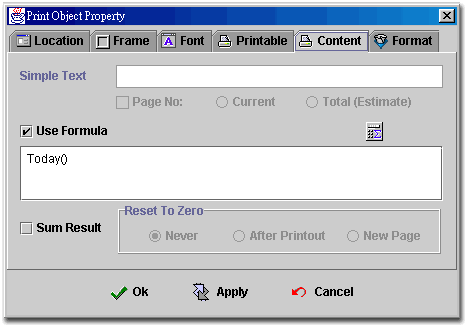 Print Object Property
Location Frame Font Printable Content Format
Simple Text
Page No: Current Total (Estimate)
Use Formula
Today()
Reset To Zero
Sum Result Never After Printout New Page
Ok Apply Cancel